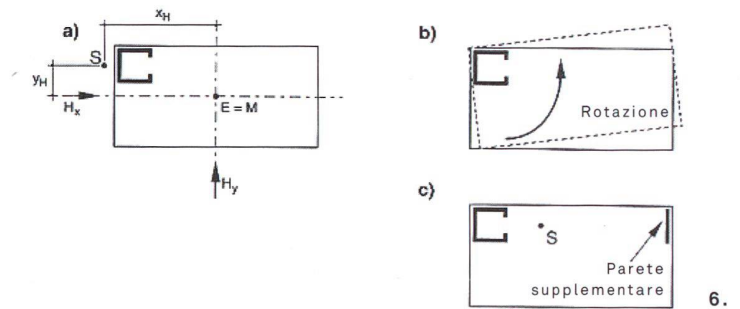 a)
x_H
S
y_H
H_x
E = M
H_y
b)
Rotazione
c)
S
Parete
supplementare
6.